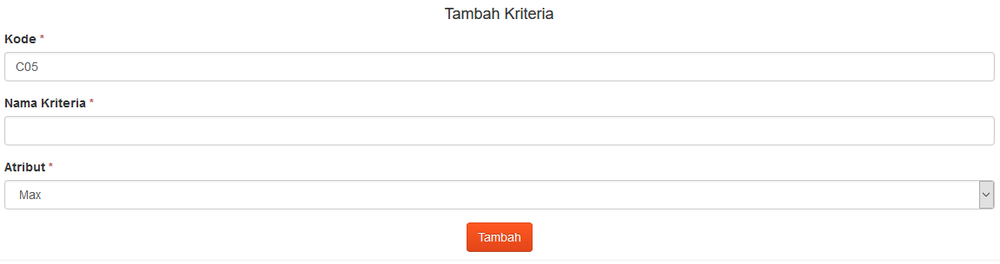 Tambah Kriteria
Kode *
C05
Nama Kriteria *
Atribut *
Max
Tambah